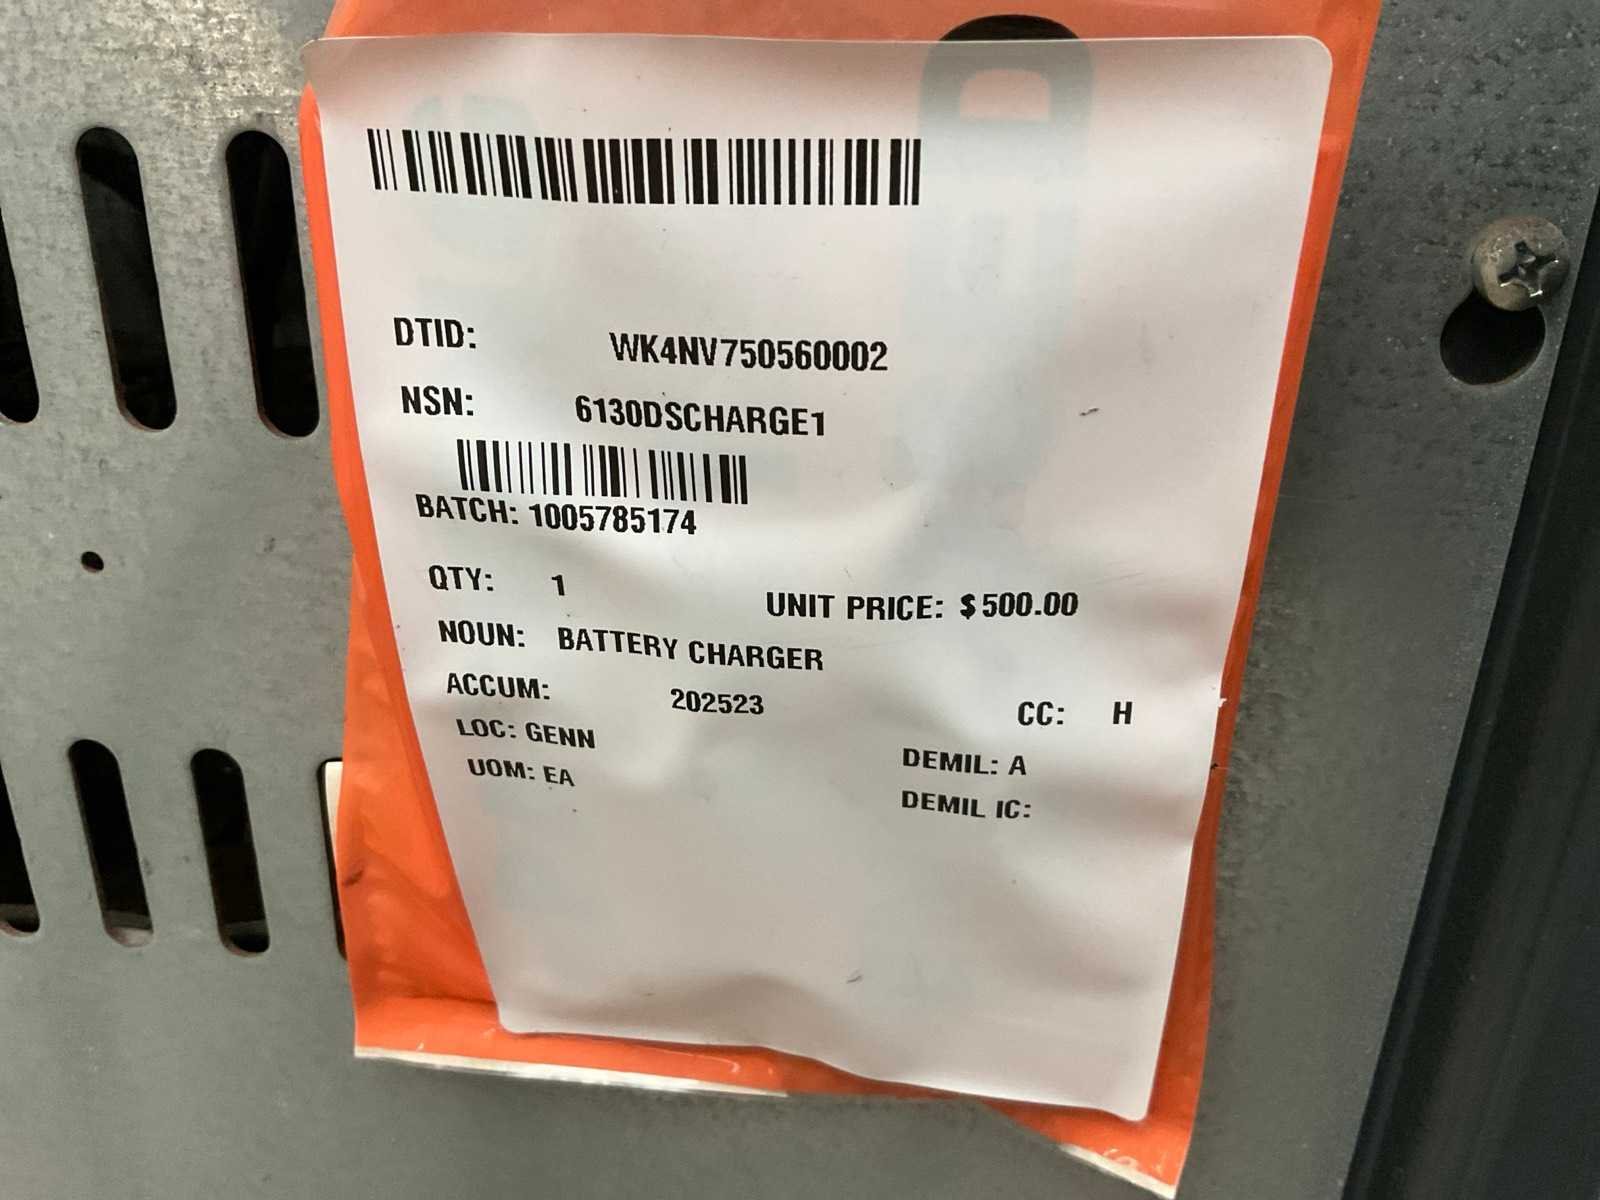 DTID: WK4NV750560002
NSN: 6130DSCHARGE1
BATCH: 1005785174
QTY: 1 UNIT PRICE: $500.00
NOUN: BATTERY CHARGER
ACCUM: 202523 CC: H
LOC: GENN DEMIL: A
UOM: EA DEMIL IC: